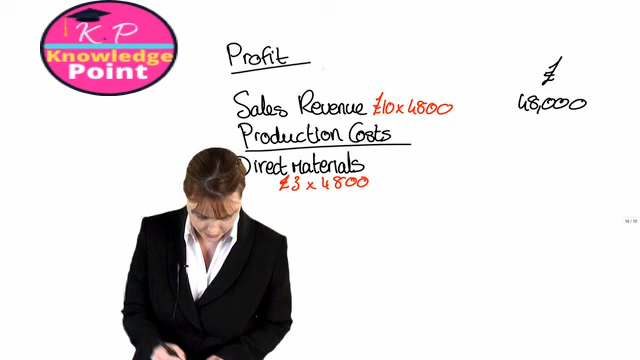 K.P
Knowledge
Point
Profit
£
Sales Revenue £10 x 4800 48,000
Production Costs
Direct materials
£3 x 4800